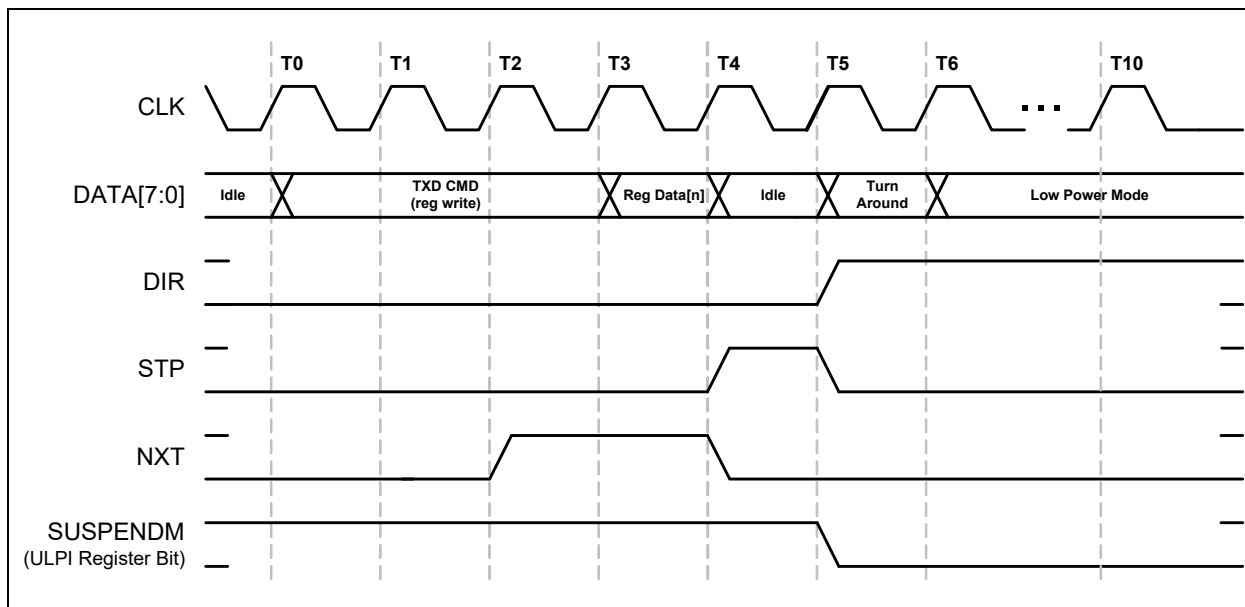 T0 T1 T2 T3 T4 T5 T6 T10
CLK
...
DATA[7:0]
Idle
TXD CMD
(reg write)
Reg Data[n]
Idle
Turn
Around
Low Power Mode
DIR
STP
NXT
SUSPENDM
(ULPI Register Bit)